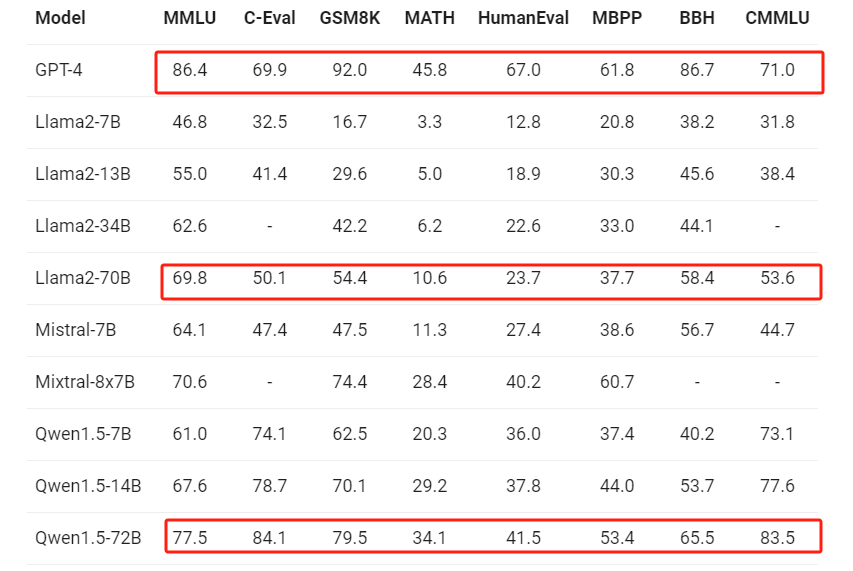 Model MMLU C-Eval GSM8K MATH HumanEval MBPP BBH CMMLU
GPT-4 86.4 69.9 92.0 45.8 67.0 61.8 86.7 71.0
Llama2-7B 46.8 32.5 16.7 3.3 12.8 20.8 38.2 31.8
Llama2-13B 55.0 41.4 29.6 5.0 18.9 30.3 45.6 38.4
Llama2-34B 62.6 - 42.2 6.2 22.6 33.0 44.1 -
Llama2-70B 69.8 50.1 54.4 10.6 23.7 37.7 58.4 53.6
Mistral-7B 64.1 47.4 47.5 11.3 27.4 38.6 56.7 44.7
Mixtral-8x7B 70.6 - 74.4 28.4 40.2 60.7 - -
Qwen1.5-7B 61.0 74.1 62.5 20.3 36.0 37.4 40.2 73.1
Qwen1.5-14B 67.6 78.7 70.1 29.2 37.8 44.0 53.7 77.6
Qwen1.5-72B 77.5 84.1 79.5 34.1 41.5 53.4 65.5 83.5